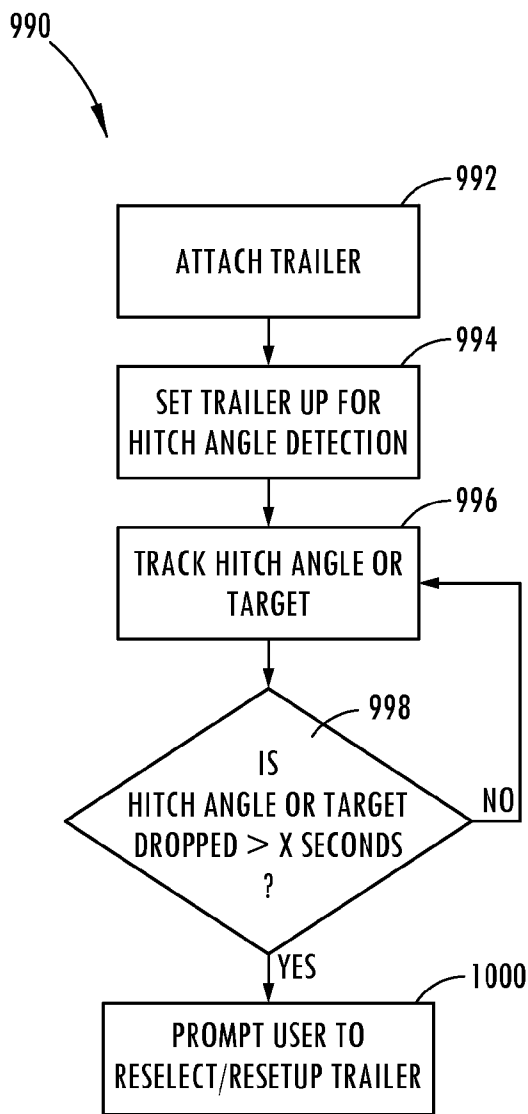 990
992
ATTACH TRAILER
994
SET TRAILER UP FOR
HITCH ANGLE DETECTION
996
TRACK HITCH ANGLE OR
TARGET
998
IS
HITCH ANGLE OR TARGET
DROPPED > X SECONDS
?
NO
YES
1000
PROMPT USER TO
RESELECT/RESETUP TRAILER